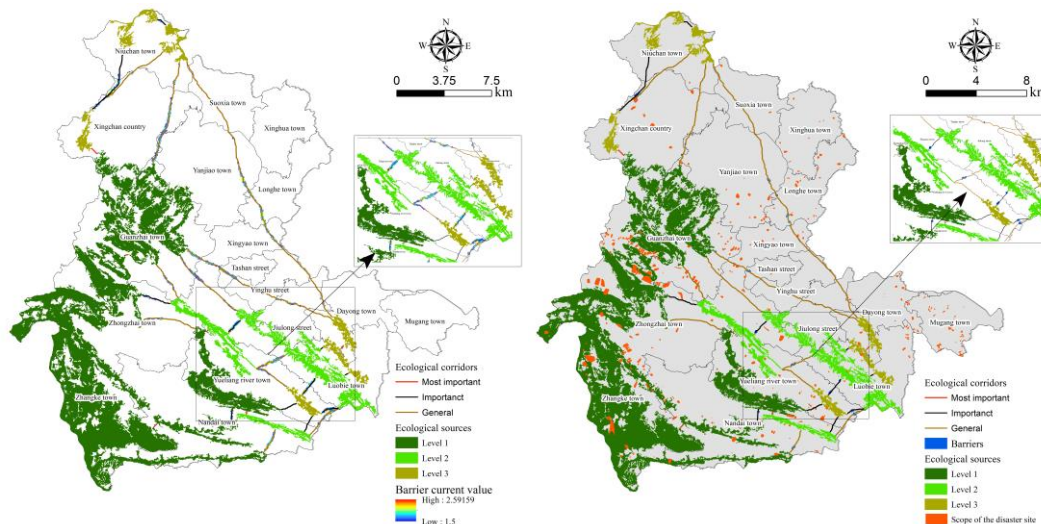 N
W E
S
0 3.75 7.5
km
Niuchan town
Suoxia town
Xingchan country
Xinghua town
Yanjiao town
Longhe town
Guanzhai town
Xingyao town
Tashan street
Yinghu street
Dayong town
Mugang town
Zhongzhai town
Jiulong street
Yueliang river town
Luobie town
Zhangke town
Nandai town
Ecological corridors
Most important
Importanct
General
Ecological sources
Level 1
Level 2
Level 3
Barrier current value
High : 2.59159
Low : 1.5
N
W E
S
0 4 8
km
Niuchan town
Suoxia town
Xingchan country
Xinghua town
Yanjiao town
Longhe town
Guanzhai town
Xingyao town
Tashan street
Yinghu street
Dayong town
Mugang town
Zhongzhai town
Jiulong street
Yueliang river town
Luobie town
Zhangke town
Nandai town
Ecological corridors
Most important
Importanct
General
Barriers
Ecological sources
Level 1
Level 2
Level 3
Scope of the disaster site